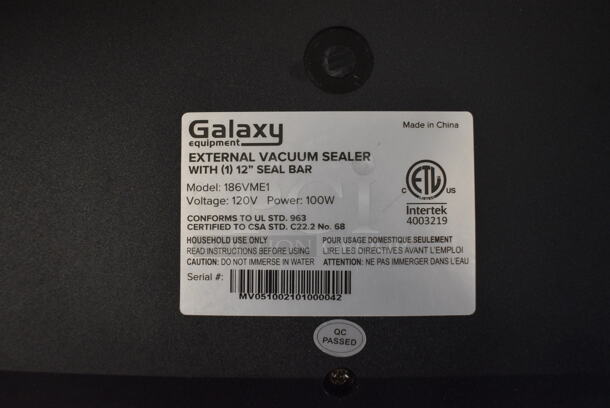 Galaxy
equipment
Made in China
EXTERNAL VACUUM SEALER
WITH (1) 12" SEAL BAR
Model: 186VME1
Voltage: 120V Power: 100W
C ETL US
Intertek
4003219
CONFORMS TO UL STD. 963
CERTIFIED TO CSA STD. C22.2 No. 68
HOUSEHOLD USE ONLY
READ INSTRUCTIONS BEFORE USING
CAUTION: DO NOT IMMERSE IN WATER
POUR USAGE DOMESTIQUE SEULEMENT
LIRE LES DIRECTIVES AVANT L'EMPLOI
ATTENTION: NE PAS IMMERGER DANS L'EAU
Serial #:
MV051002101000042
QC
PASSED